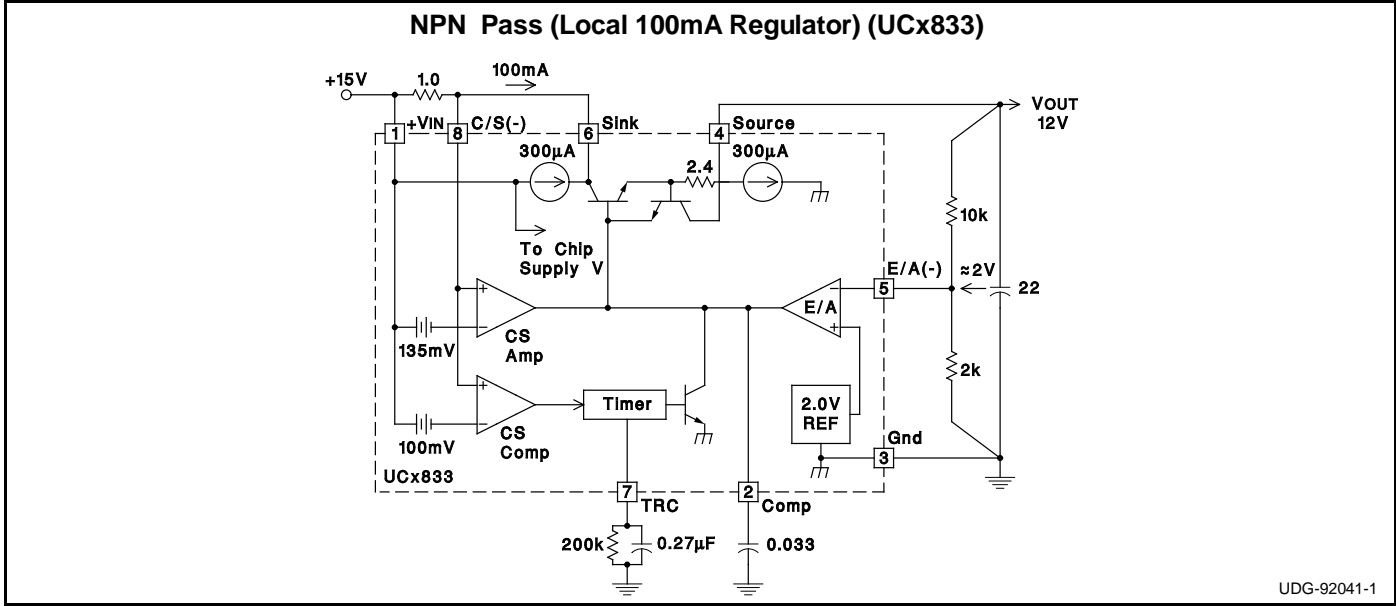 NPN Pass (Local 100mA Regulator) (UCx833)
+15V
1.0
100mA
VOUT
12V
1
+VIN
8
C/S(-)
6
Sink
4
Source
300µA
2.4
300µA
10k
To Chip
Supply V
E/A(-)
≈2V
5
22
+
−
CS
Amp
135mV
E/A
−
+
2k
+
−
CS
Comp
100mV
Timer
2.0V
REF
Gnd
3
UCx833
7
TRC
2
Comp
200k
0.27µF
0.033
UDG-92041-1